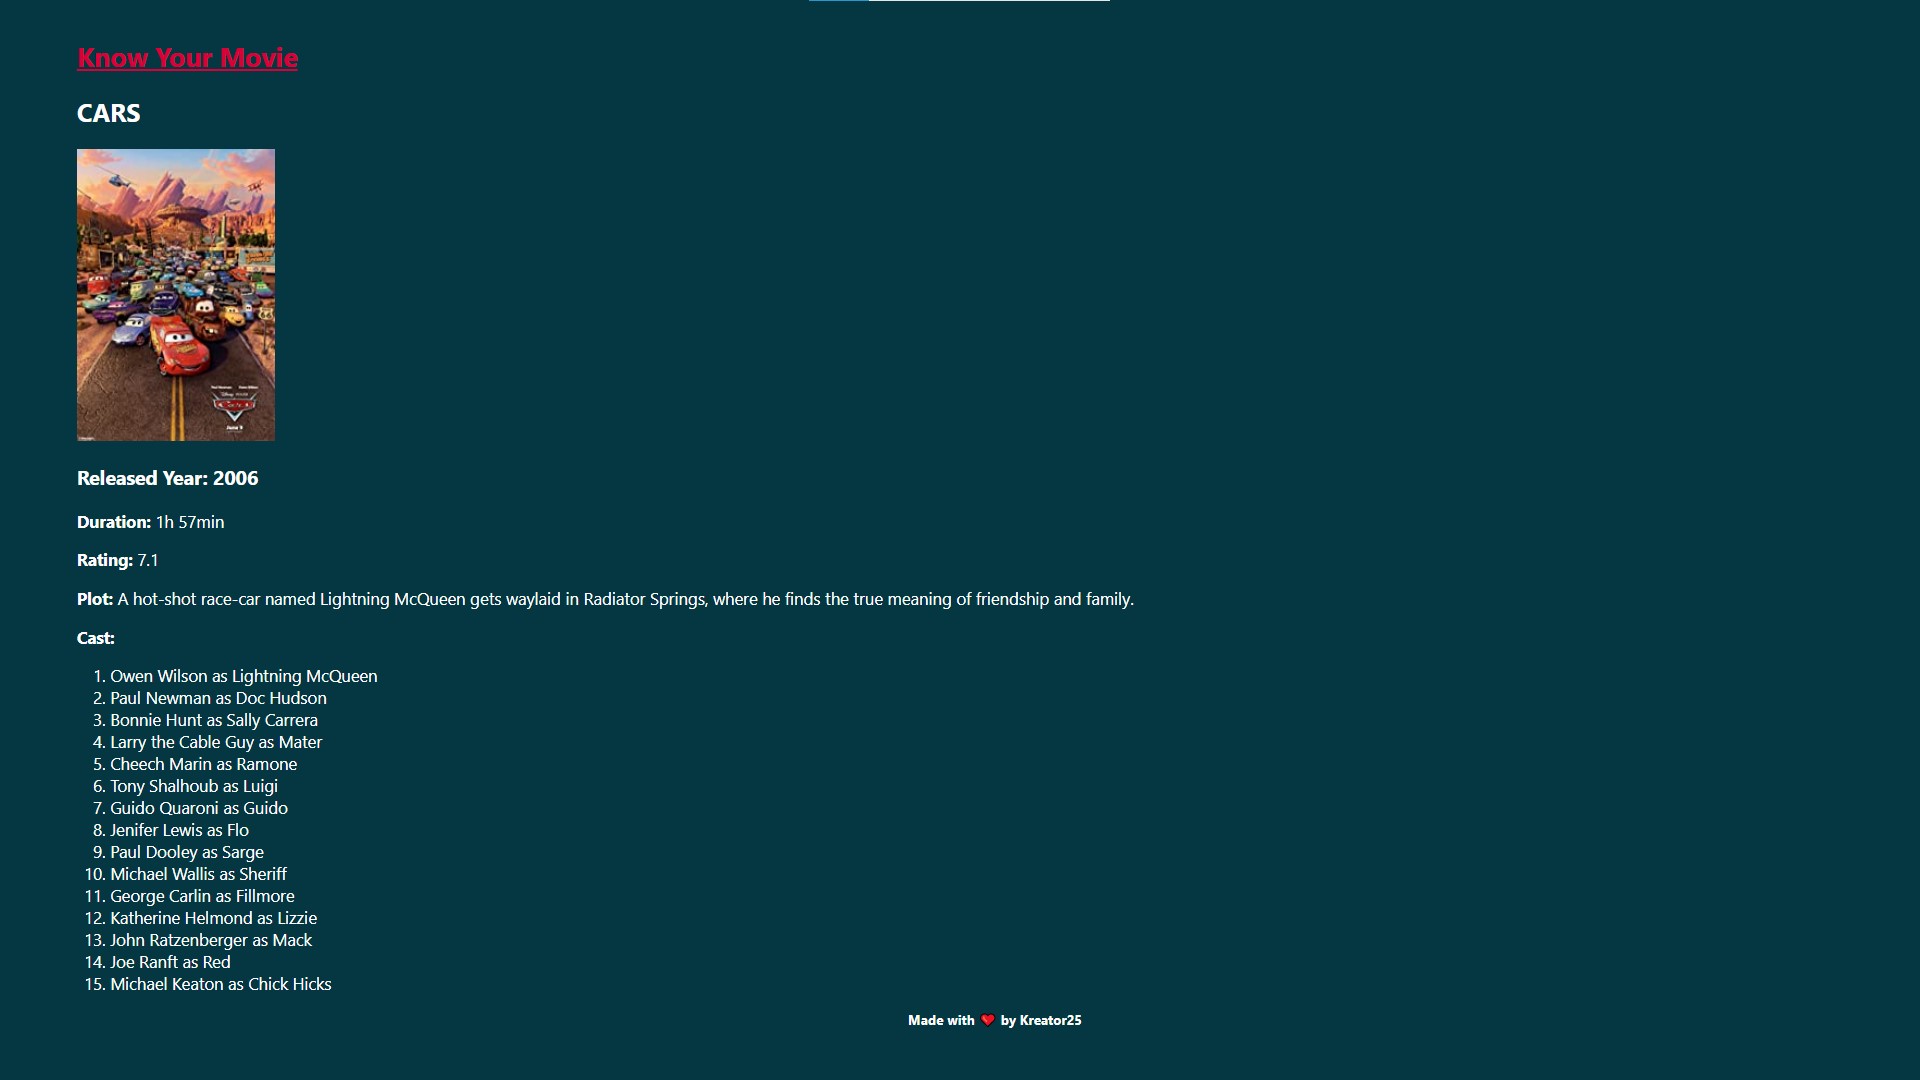 Know Your Movie
CARS
Released Year: 2006
Duration: 1h 57min
Rating: 7.1
Plot: A hot-shot race-car named Lightning McQueen gets waylaid in Radiator Springs, where he finds the true meaning of friendship and family.
Cast:
1. Owen Wilson as Lightning McQueen
2. Paul Newman as Doc Hudson
3. Bonnie Hunt as Sally Carrera
4. Larry the Cable Guy as Mater
5. Cheech Marin as Ramone
6. Tony Shalhoub as Luigi
7. Guido Quaroni as Guido
8. Jenifer Lewis as Flo
9. Paul Dooley as Sarge
10. Michael Wallis as Sheriff
11. George Carlin as Fillmore
12. Katherine Helmond as Lizzie
13. John Ratzenberger as Mack
14. Joe Ranft as Red
15. Michael Keaton as Chick Hicks
Made with ❤️ by Kreator25